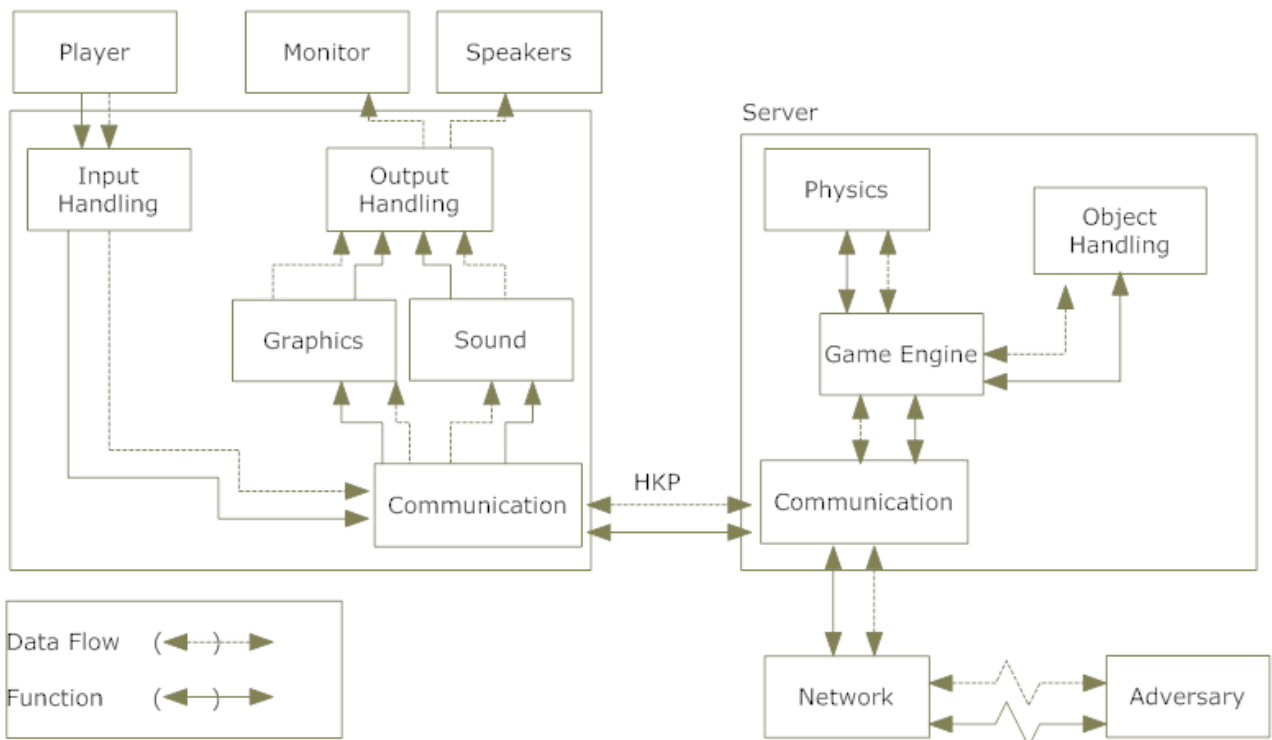 Player
Monitor
Speakers
Server
Input
Handling
Output
Handling
Physics
Object
Handling
Graphics
Sound
Game Engine
Communication
HKP
Communication
Data Flow ( )
Function ( )
Network
Adversary